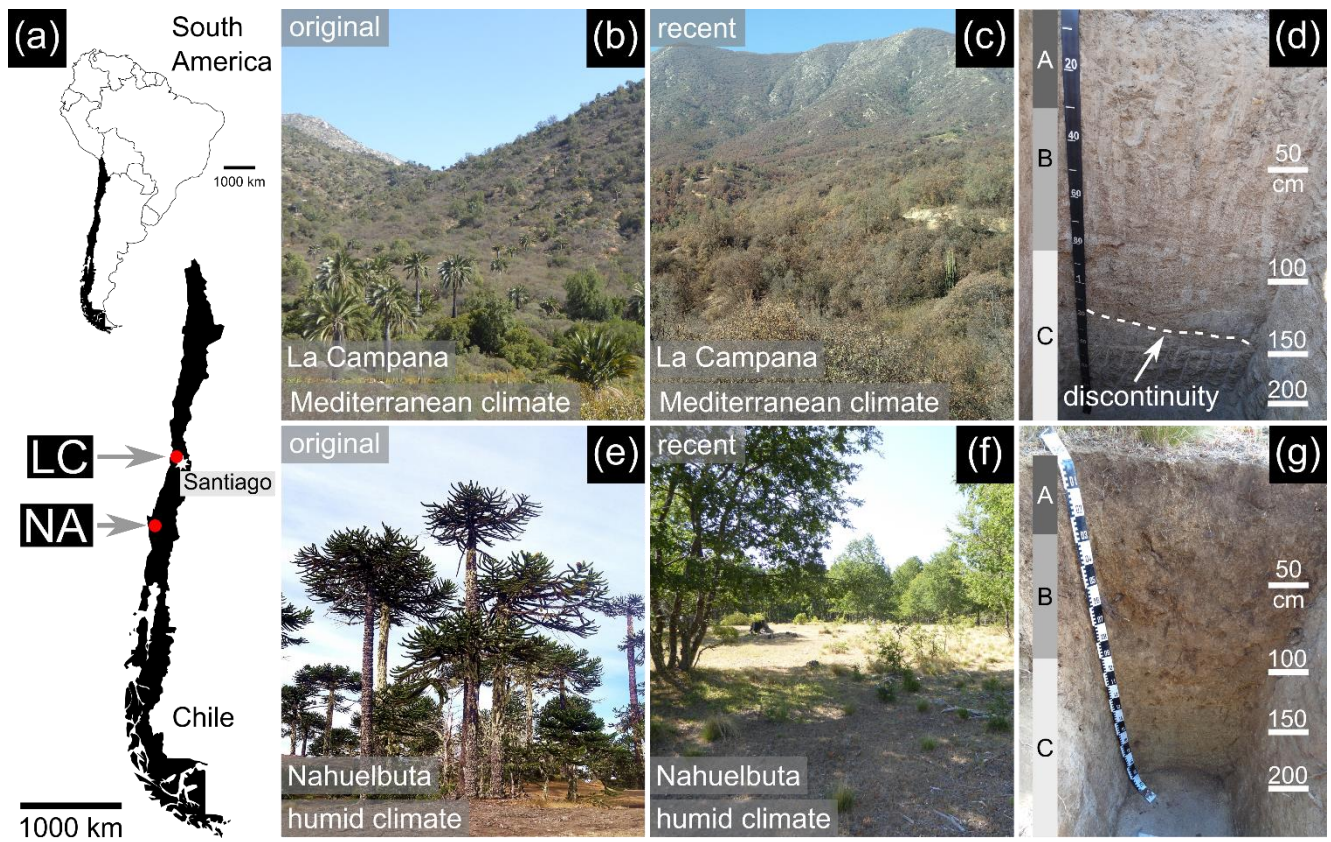 (a)
South
America
1000 km
LC
Santiago
NA
Chile
1000 km
original
(b)
La Campana
Mediterranean climate
recent
(c)
La Campana
Mediterranean climate
(d)
A
B
C
20
40
60
50
cm
100
150
200
discontinuity
original
(e)
Nahuelbuta
humid climate
recent
(f)
Nahuelbuta
humid climate
(g)
A
B
C
50
cm
100
150
200